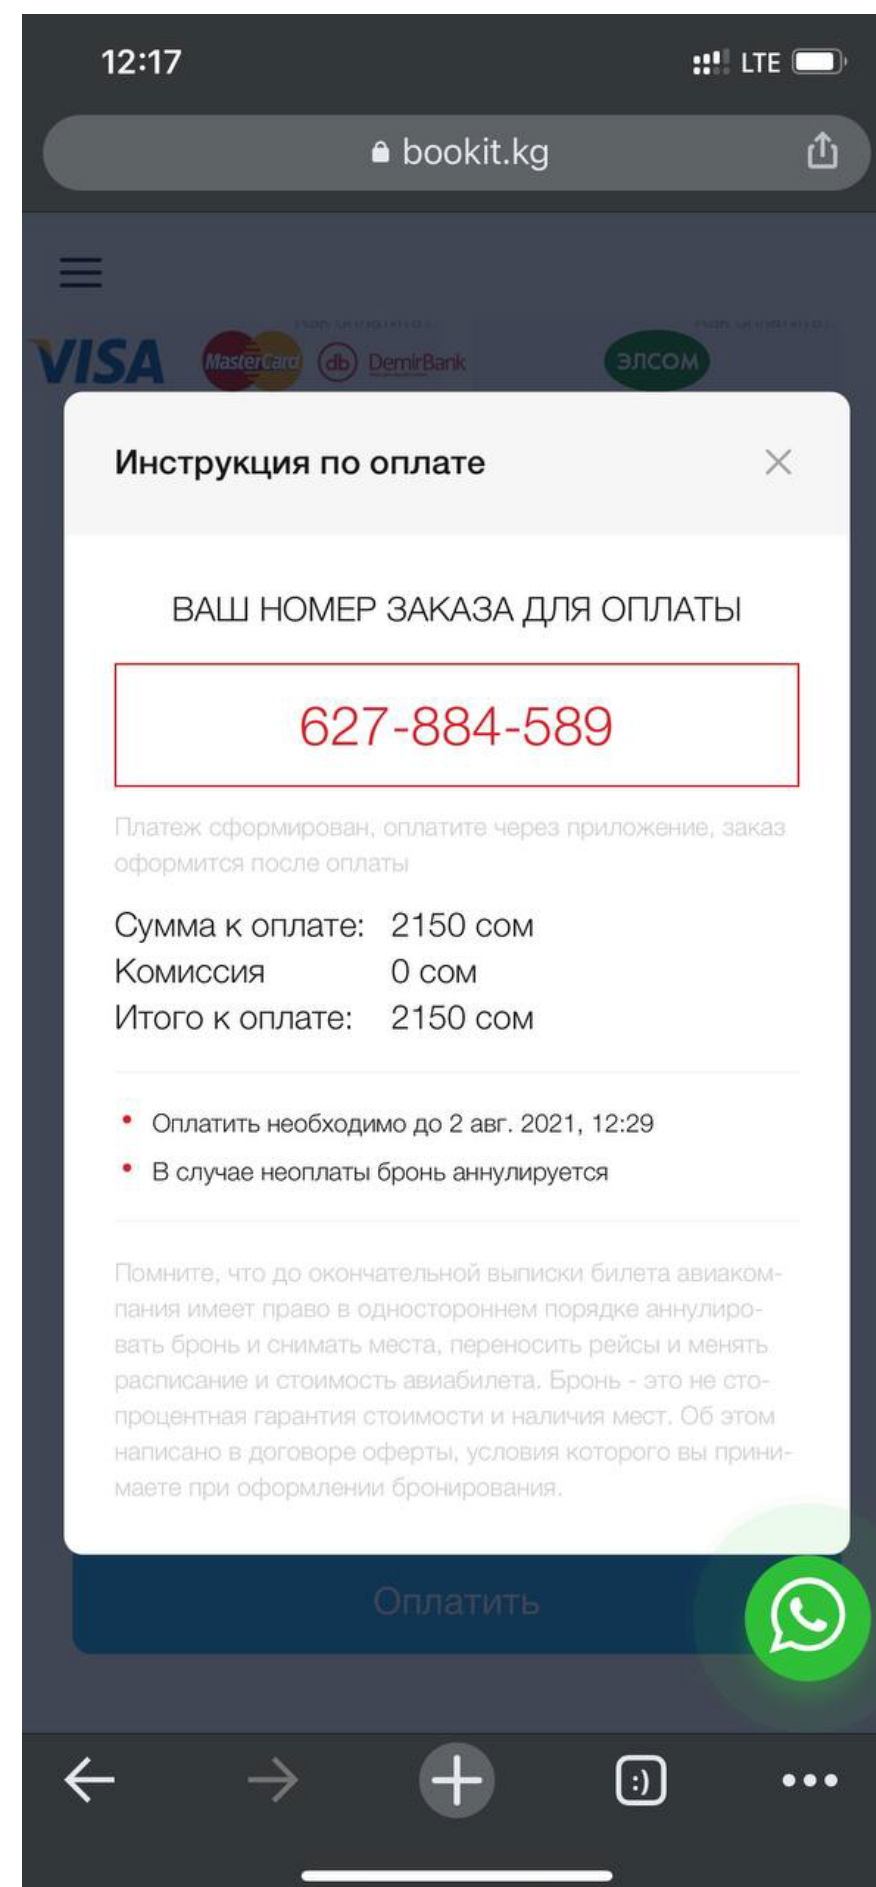 12:17
LTE
bookit.kg
VISA MasterCard db DemirBank ЭЛСОМ
Инструкция по оплате
ВАШ НОМЕР ЗАКАЗА ДЛЯ ОПЛАТЫ
627-884-589
Платеж сформирован, оплатите через приложение, заказ
оформится после оплаты
Сумма к оплате: 2150 сом
Комиссия 0 сом
Итого к оплате: 2150 сом
• Оплатить необходимо до 2 авг. 2021, 12:29
• В случае неоплаты бронь аннулируется
Помните, что до окончательной выписки билета авиаком-
пания имеет право в одностороннем порядке аннулиро-
вать бронь и снимать места, переносить рейсы и менять
расписание и стоимость авиабилета. Бронь - это не сто-
процентная гарантия стоимости и наличия мест. Об этом
написано в договоре оферты, условия которого вы прини-
маете при оформлении бронирования.
Оплатить
:)